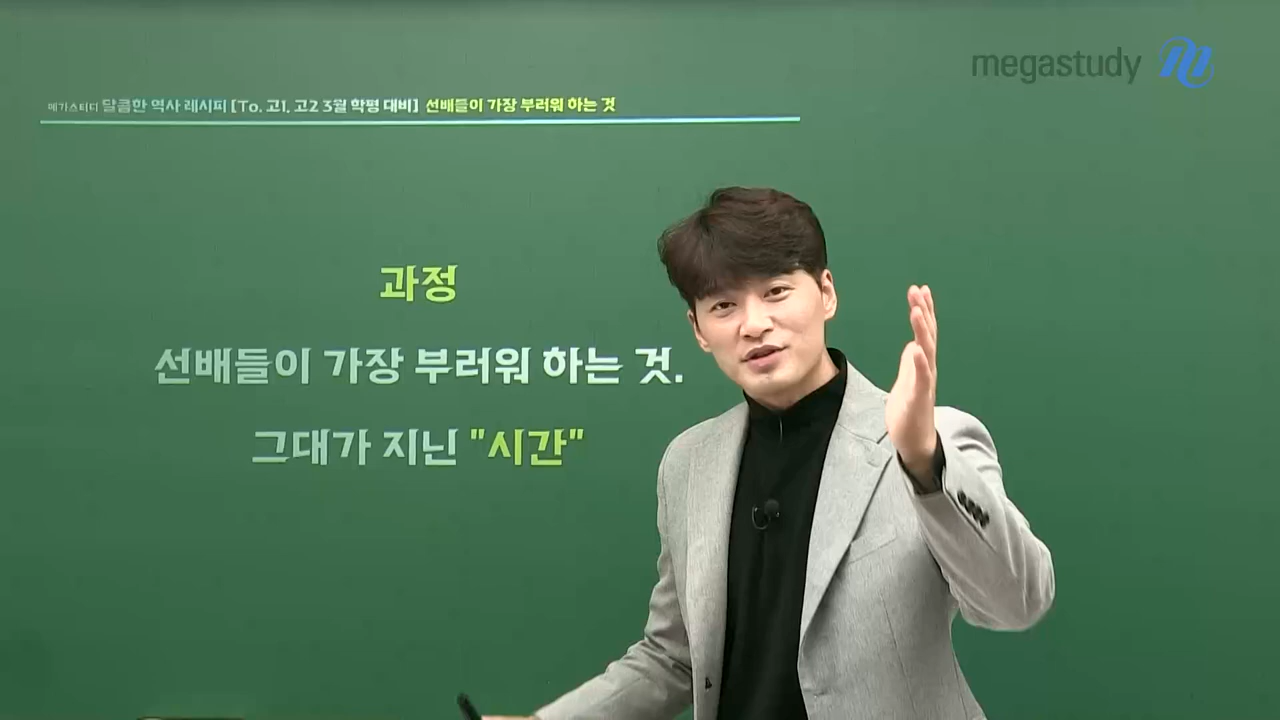 megastudy
메가스터디 달콤한 역사 레시피 [To. 고1, 고2 3월 학평 대비] 선배들이 가장 부러워 하는 것
과정
선배들이 가장 부러워 하는 것.
그대가 지닌 "시간"